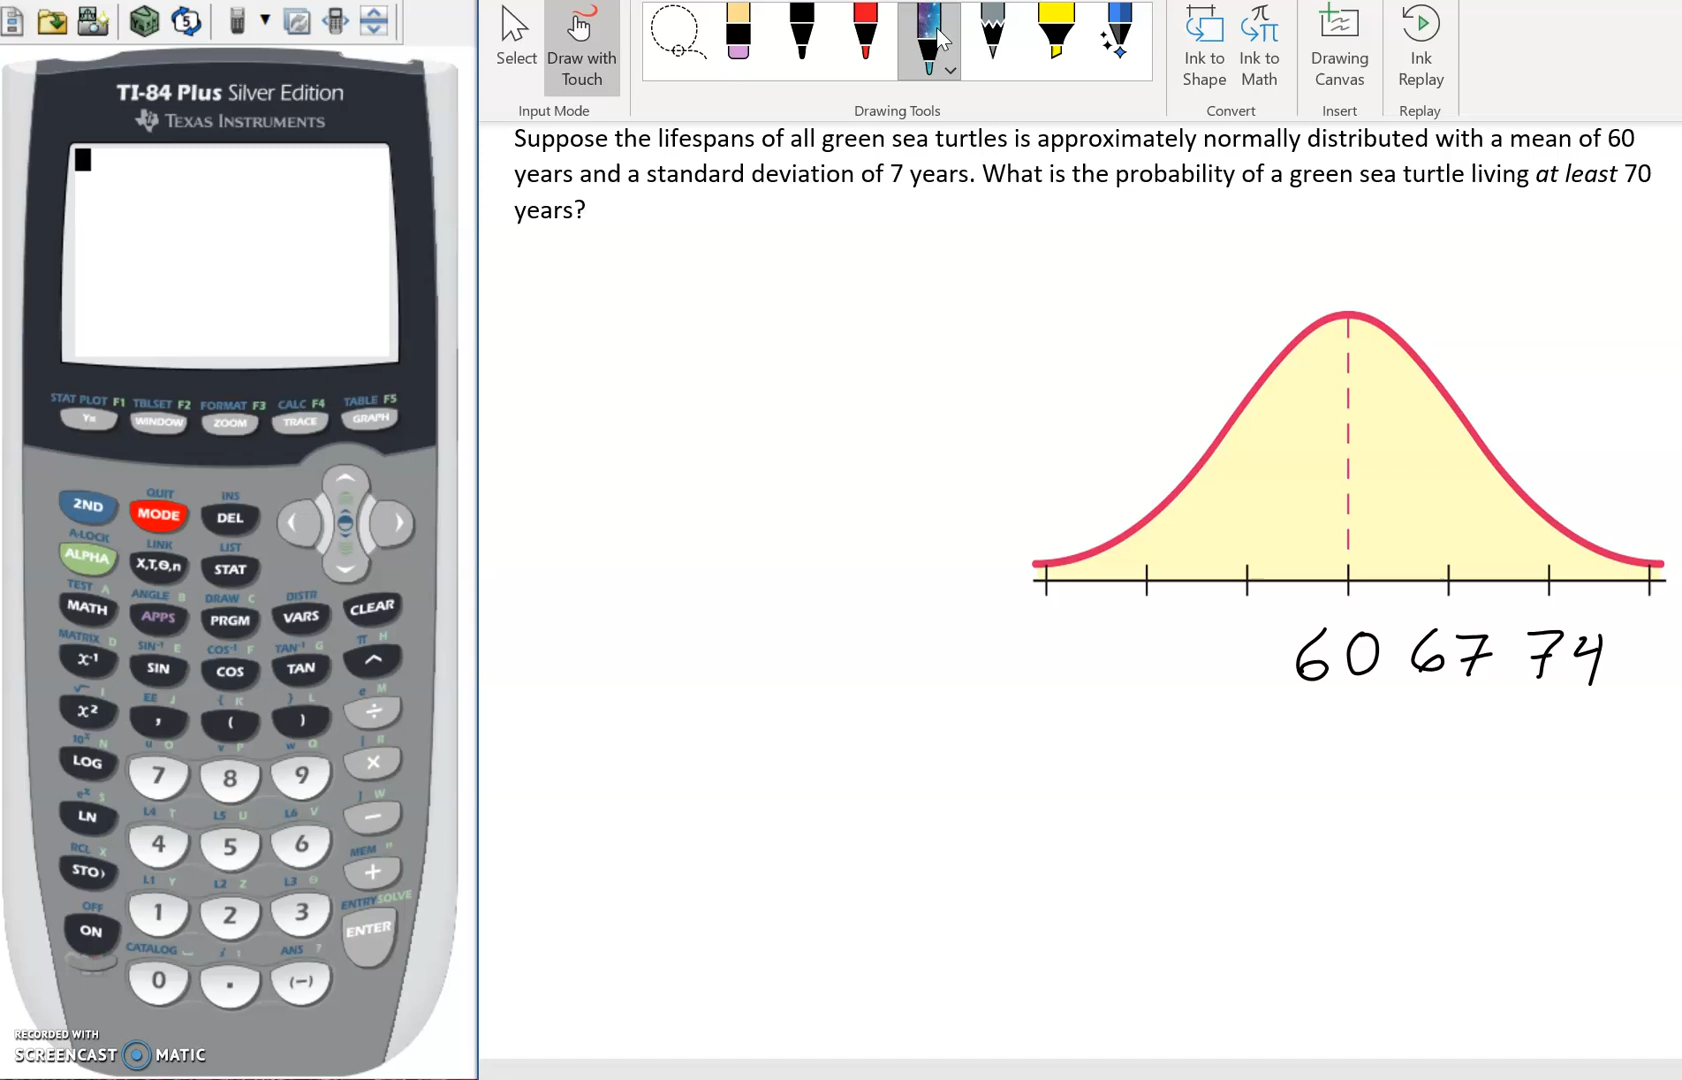 Select
Draw with
Touch
Ink to
Shape
Ink to
Math
Drawing
Canvas
Ink
Replay
Input Mode
Drawing Tools
Convert
Insert
Replay
Suppose the lifespans of all green sea turtles is approximately normally distributed with a mean of 60
years and a standard deviation of 7 years. What is the probability of a green sea turtle living at least 70
years?
60 67 74
TI-84 Plus Silver Edition
TEXAS INSTRUMENTS
STAT PLOT F1 TBLSET F2 FORMAT F3 CALC F4 TABLE F5
Y= WINDOW ZOOM TRACE GRAPH
QUIT INS
2ND MODE DEL
A-LOCK LINK LIST
ALPHA X,T,Θ,n STAT
TEST A ANGLE B DRAW C DISTR
MATH APPS PRGM VARS CLEAR
MATRIX D SIN⁻¹ E COS⁻¹ F TAN⁻¹ G π H
x⁻¹ SIN COS TAN ^
√ I EE J { K } L e M
x² , ( ) ÷
10ˣ N u O v P w Q [ R
LOG 7 8 9 ×
eˣ S L4 T L5 U L6 V ] W
LN 4 5 6 −
RCL X L1 Y L2 Z L3 Θ MEM "
STO› 1 2 3 +
OFF CATALOG i : ANS ? ENTRY SOLVE
ON 0 . (−) ENTER
RECORDED WITH
SCREENCAST MATIC